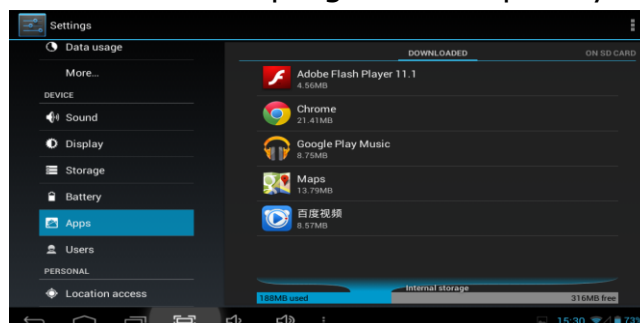 Settings
Data usage
More...
DEVICE
Sound
Display
Storage
Battery
Apps
Users
PERSONAL
Location access
DOWNLOADED
ON SD CARD
Adobe Flash Player 11.1
4.56MB
Chrome
21.41MB
Google Play Music
8.75MB
Maps
13.79MB
百度视频
8.57MB
Internal storage
188MB used
316MB free
15:30
73%